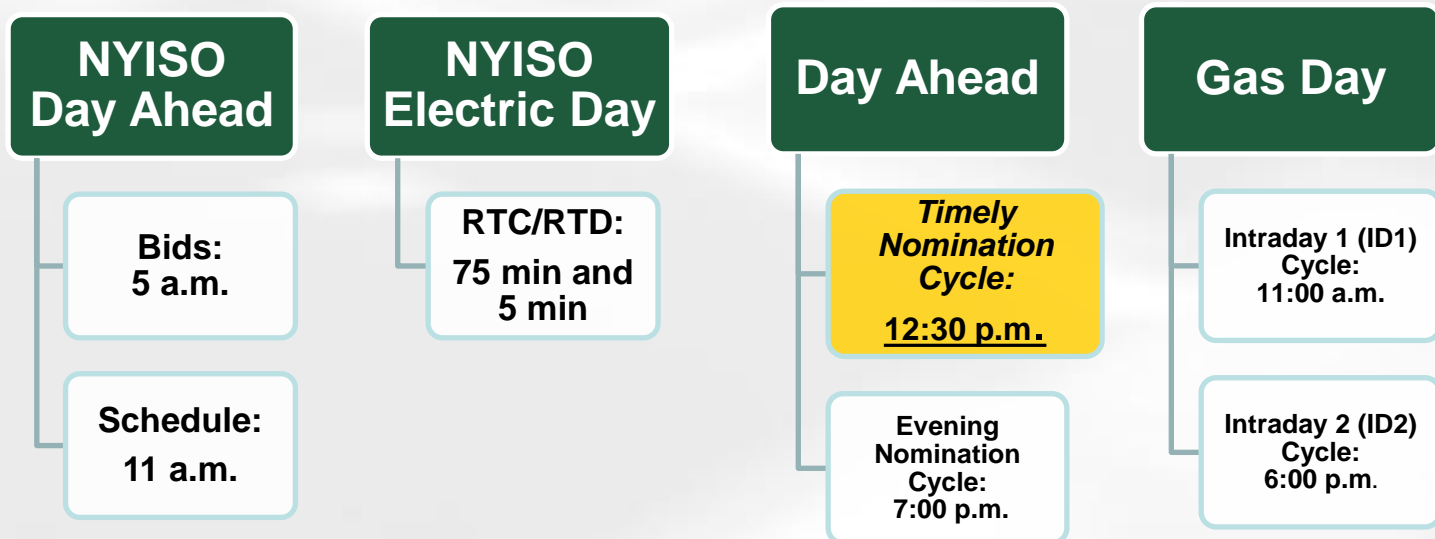 NYISO
Day Ahead
Bids:
5 a.m.
Schedule:
11 a.m.
NYISO
Electric Day
RTC/RTD:
75 min and
5 min
Day Ahead
Timely
Nomination
Cycle:
12:30 p.m.
Evening
Nomination
Cycle:
7:00 p.m.
Gas Day
Intraday 1 (ID1)
Cycle:
11:00 a.m.
Intraday 2 (ID2)
Cycle:
6:00 p.m.